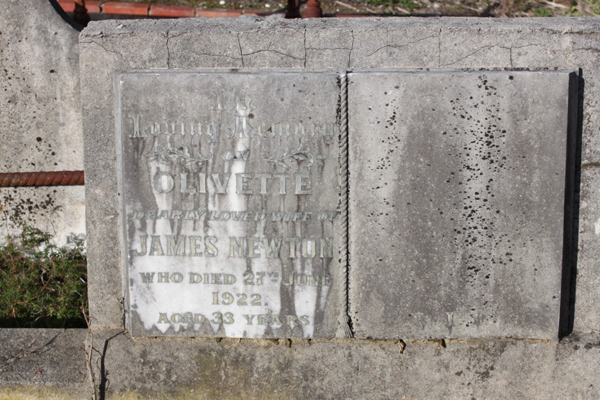 In
Loving Memory
of
OLIVETTE
DEARLY LOVED WIFE OF
JAMES NEWTON
WHO DIED 27TH JUNE
1922.
AGED 33 YEARS